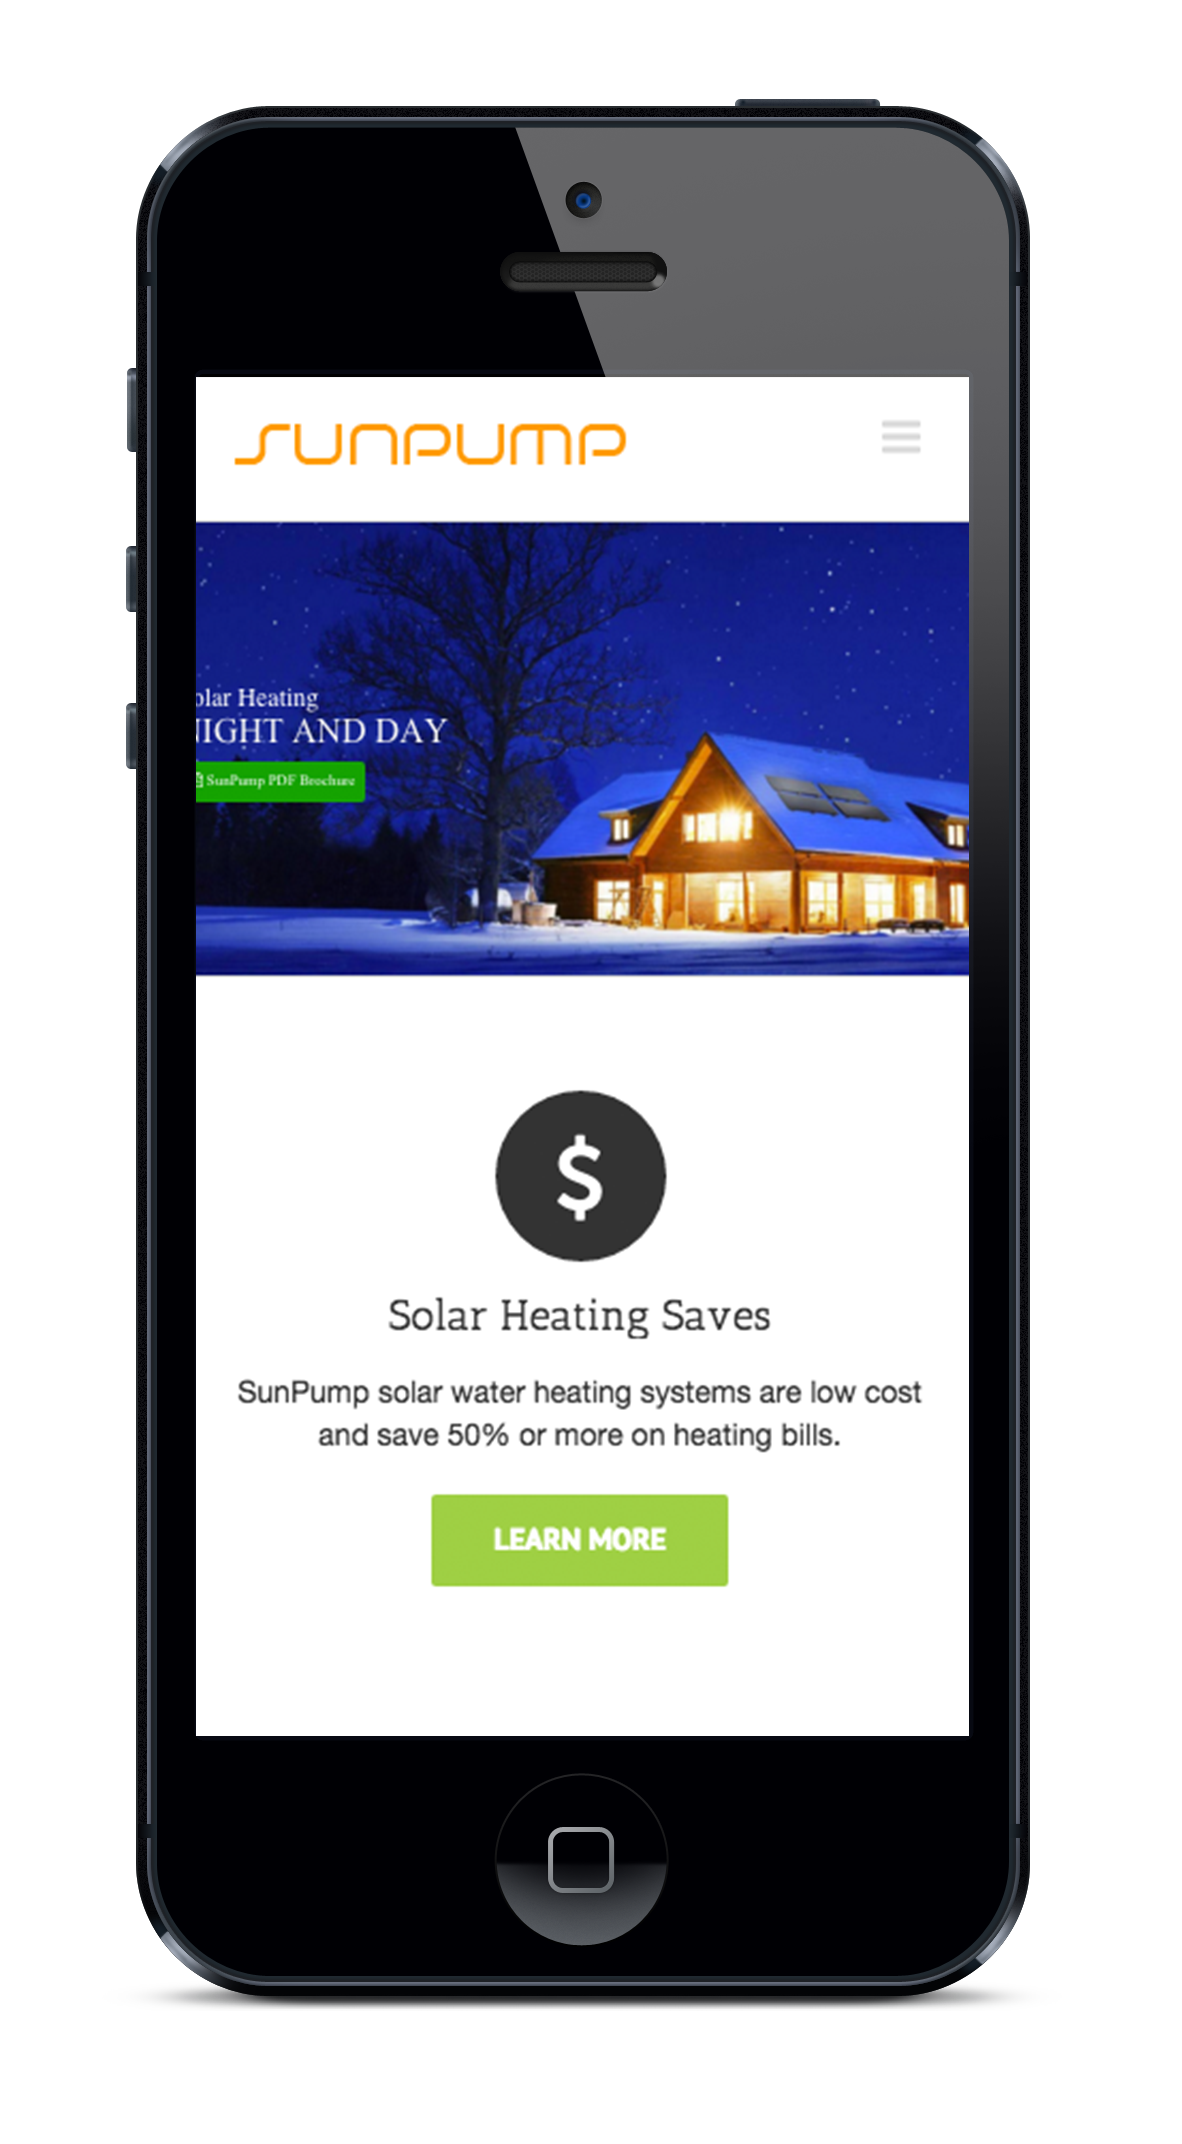 SUNPUMP
olar Heating
NIGHT AND DAY
SunPump PDF Brochure
$
Solar Heating Saves
SunPump solar water heating systems are low cost
and save 50% or more on heating bills.
LEARN MORE